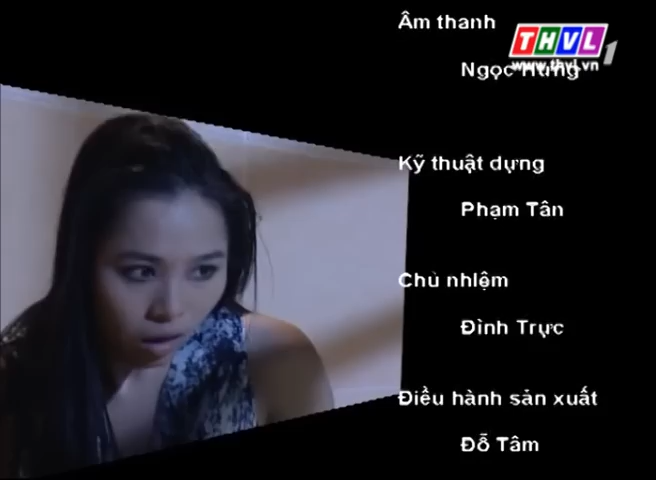 Âm thanh
THVL1
www.thvl.vn
Ngọc Hưng
Kỹ thuật dựng
Phạm Tân
Chủ nhiệm
Đình Trực
Điều hành sản xuất
Đỗ Tâm